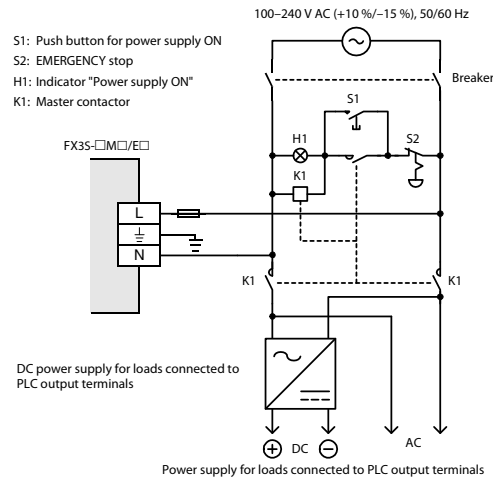 100–240 V AC (+10 %/–15 %), 50/60 Hz
S1: Push button for power supply ON
S2: EMERGENCY stop
H1: Indicator "Power supply ON"
K1: Master contactor
Breaker
S1
H1
S2
K1
FX3S-□M□/E□
L
N
K1
K1
DC power supply for loads connected to
PLC output terminals
+ DC –
AC
Power supply for loads connected to PLC output terminals